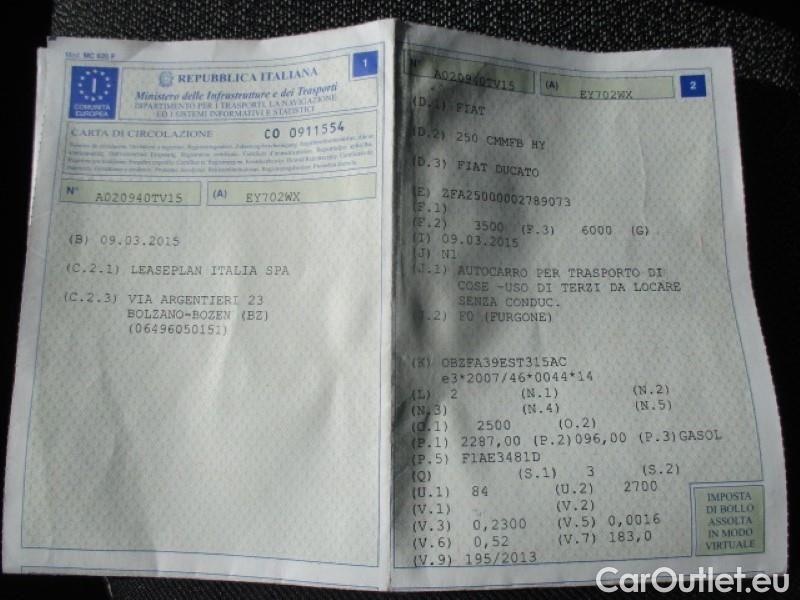 Mod. MC 820 F
REPUBBLICA ITALIANA
1
I
COMUNITÀ
EUROPEA
Ministero delle Infrastrutture e dei Trasporti
DIPARTIMENTO PER I TRASPORTI, LA NAVIGAZIONE
ED I SISTEMI INFORMATIVI E STATISTICI
CARTA DI CIRCOLAZIONE CO 0911554
N° A020940TV15 (A) EY702WX
(B) 09.03.2015
(C.2.1) LEASEPLAN ITALIA SPA
(C.2.3) VIA ARGENTIERI 23
BOLZANO-BOZEN (BZ)
(06496050151)
N° A020940TV15 (A) EY702WX 2
(D.1) FIAT
(D.2) 250 CMMFB HY
(D.3) FIAT DUCATO
(E) ZFA25000002789073
(F.1)
(F.2) 3500 (F.3) 6000 (G)
(I) 09.03.2015
(J) N1
(J.1) AUTOCARRO PER TRASPORTO DI
COSE -USO DI TERZI DA LOCARE
SENZA CONDUC.
(J.2) F0 (FURGONE)
(K) OBZFA39EST315AC
e3*2007/46*0044*14
(L) 2 (N.1) (N.2)
(N.3) (N.4) (N.5)
(O.1) 2500 (O.2)
(P.1) 2287,00 (P.2)096,00 (P.3)GASOL
(P.5) F1AE3481D
(Q) (S.1) 3 (S.2)
(U.1) 84 (U.2) 2700
(V.1) (V.2)
(V.3) 0,2300 (V.5) 0,0016
(V.6) 0,52 (V.7) 183,0
(V.9) 195/2013
IMPOSTA
DI BOLLO
ASSOLTA
IN MODO
VIRTUALE
CarOutlet.eu